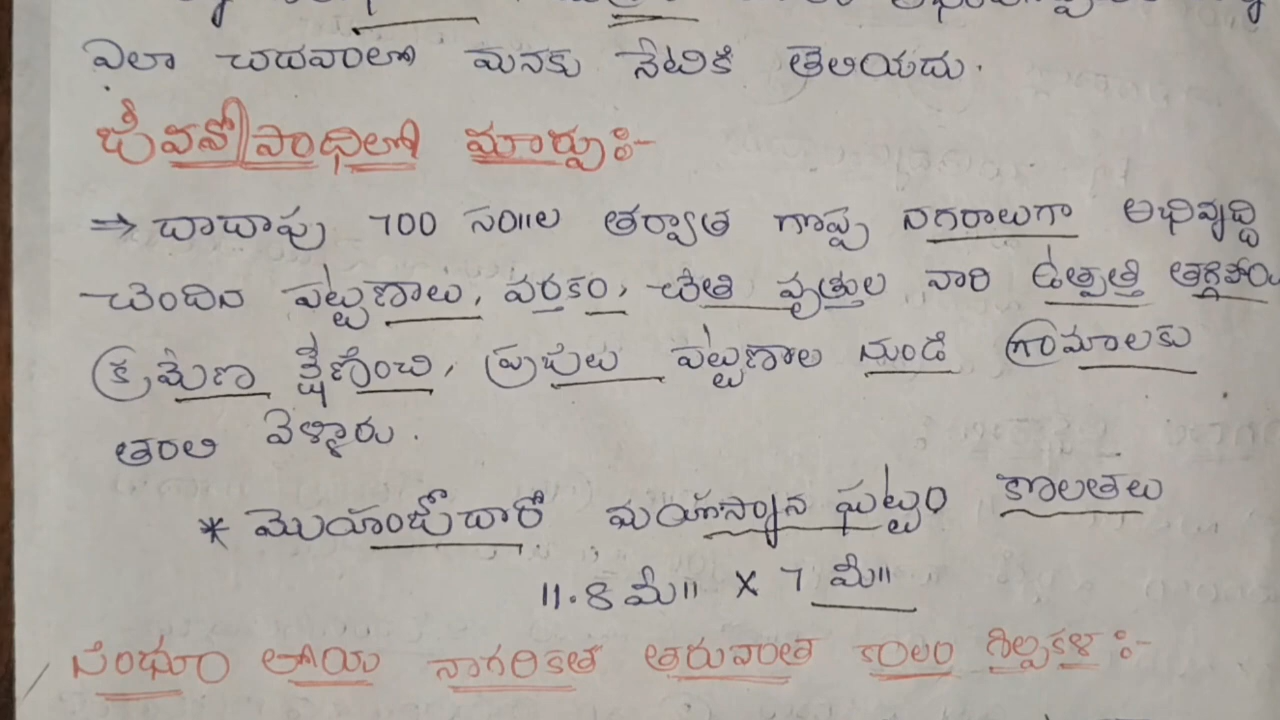 ఎలా చదవాలో మనకు నేటికి తెలియదు.
జీవనోపాధిలో మార్పు :-
⇒ దాదాపు 700 సం॥ల తర్వాత గొప్ప నగరాలుగా అభివృద్ధి
చెందిన పట్టణాలు, వర్తకం, చేతి వృత్తుల వారి ఉత్పత్తి తగ్గిపోయి
క్రమేణా క్షీణించి, ప్రజలు పట్టణాల నుండి గ్రామాలకు
తరలి వెళ్ళారు.
* మొహంజోదారో మహాస్నాన ఘట్టం కొలతలు
11.8 మీ॥ x 7 మీ॥
సింధూ లోయ నాగరికత తరువాత కాలం శిల్పకళ :-